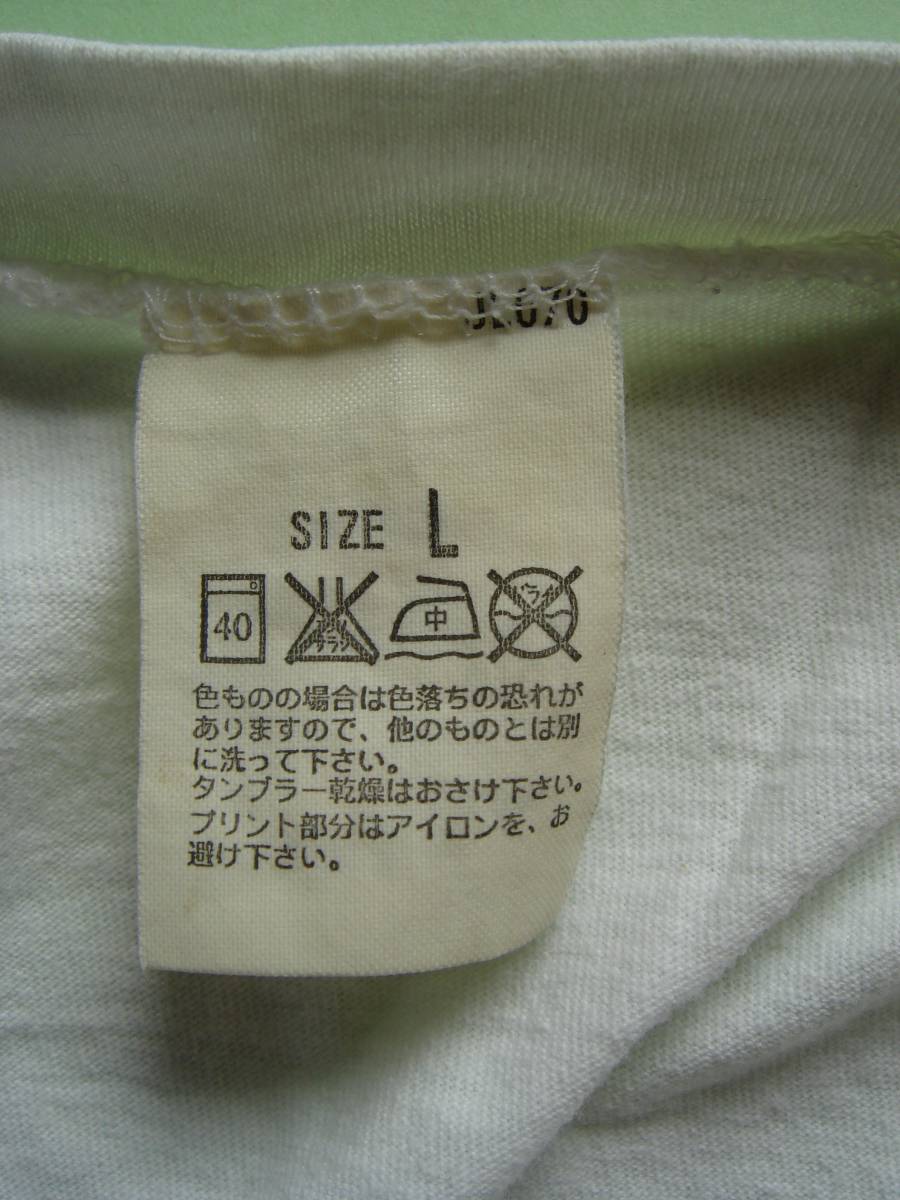 SIZE L
40 中 ドライ
色ものの場合は色落ちの恐れが
ありますので、他のものとは別
に洗って下さい。
タンブラー乾燥はおさけ下さい。
プリント部分はアイロンを、お
避け下さい。